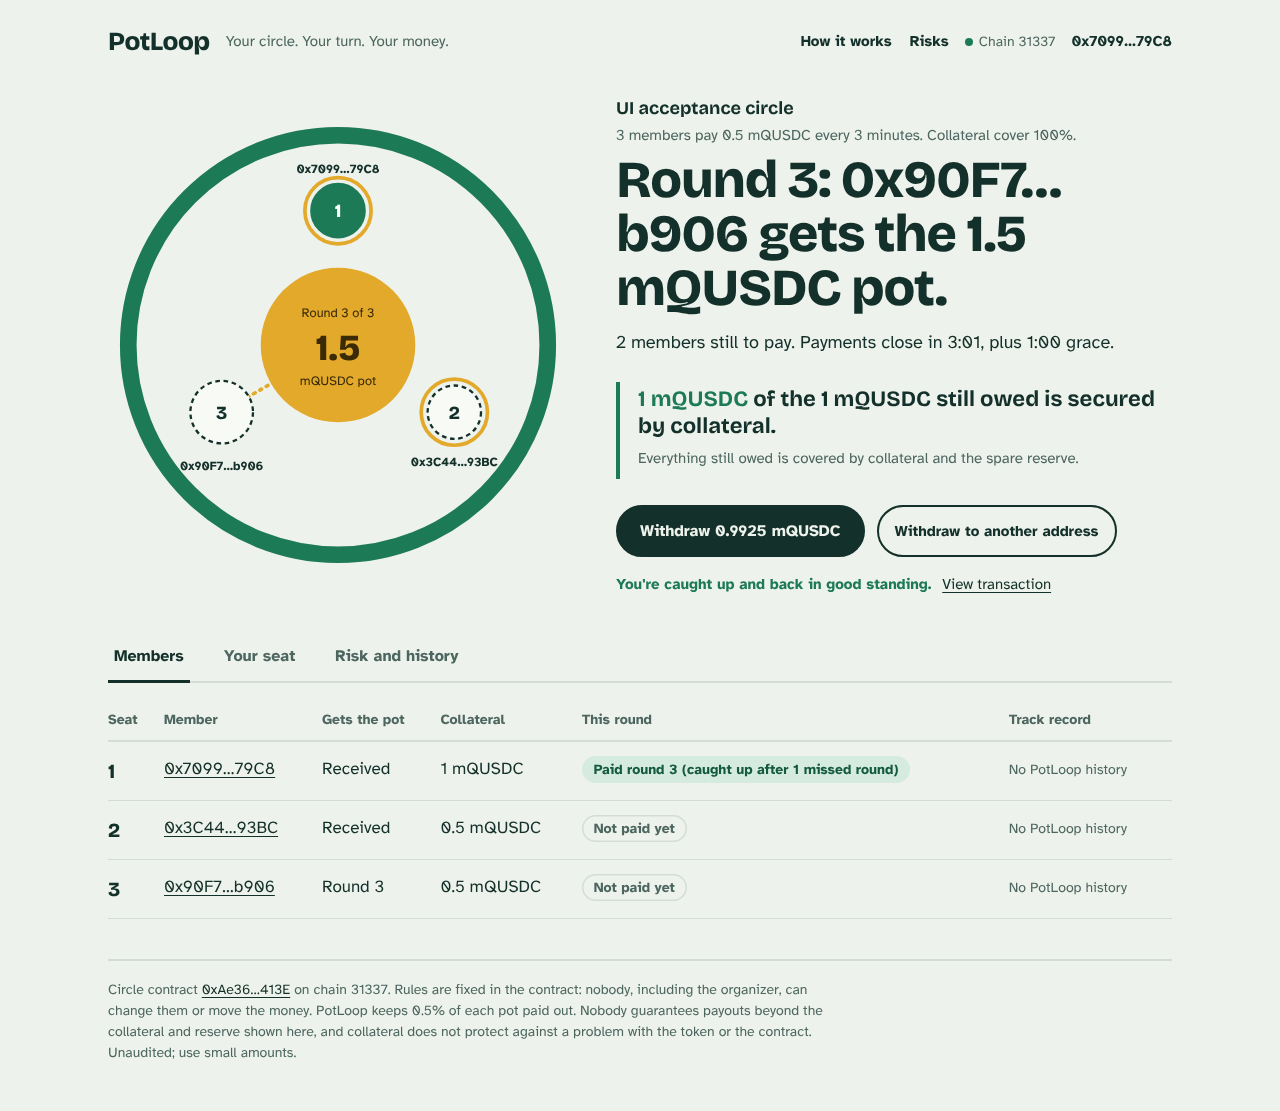 PotLoop
Your circle. Your turn. Your money.
How it works
Risks
Chain 31337
0x7099…79C8
0x7099…79C8
1
Round 3 of 3
1.5
mQUSDC pot
3
0x90F7…b906
2
0x3C44…93BC
UI acceptance circle
3 members pay 0.5 mQUSDC every 3 minutes. Collateral cover 100%.
Round 3: 0x90F7…
b906 gets the 1.5
mQUSDC pot.
2 members still to pay. Payments close in 3:01, plus 1:00 grace.
1 mQUSDC of the 1 mQUSDC still owed is secured
by collateral.
Everything still owed is covered by collateral and the spare reserve.
Withdraw 0.9925 mQUSDC
Withdraw to another address
You're caught up and back in good standing. View transaction
Members
Your seat
Risk and history
Seat Member Gets the pot Collateral This round Track record
1 0x7099…79C8 Received 1 mQUSDC Paid round 3 (caught up after 1 missed round) No PotLoop history
2 0x3C44…93BC Received 0.5 mQUSDC Not paid yet No PotLoop history
3 0x90F7…b906 Round 3 0.5 mQUSDC Not paid yet No PotLoop history
Circle contract 0xAe36…413E on chain 31337. Rules are fixed in the contract: nobody, including the organizer, can
change them or move the money. PotLoop keeps 0.5% of each pot paid out. Nobody guarantees payouts beyond the
collateral and reserve shown here, and collateral does not protect against a problem with the token or the contract.
Unaudited; use small amounts.